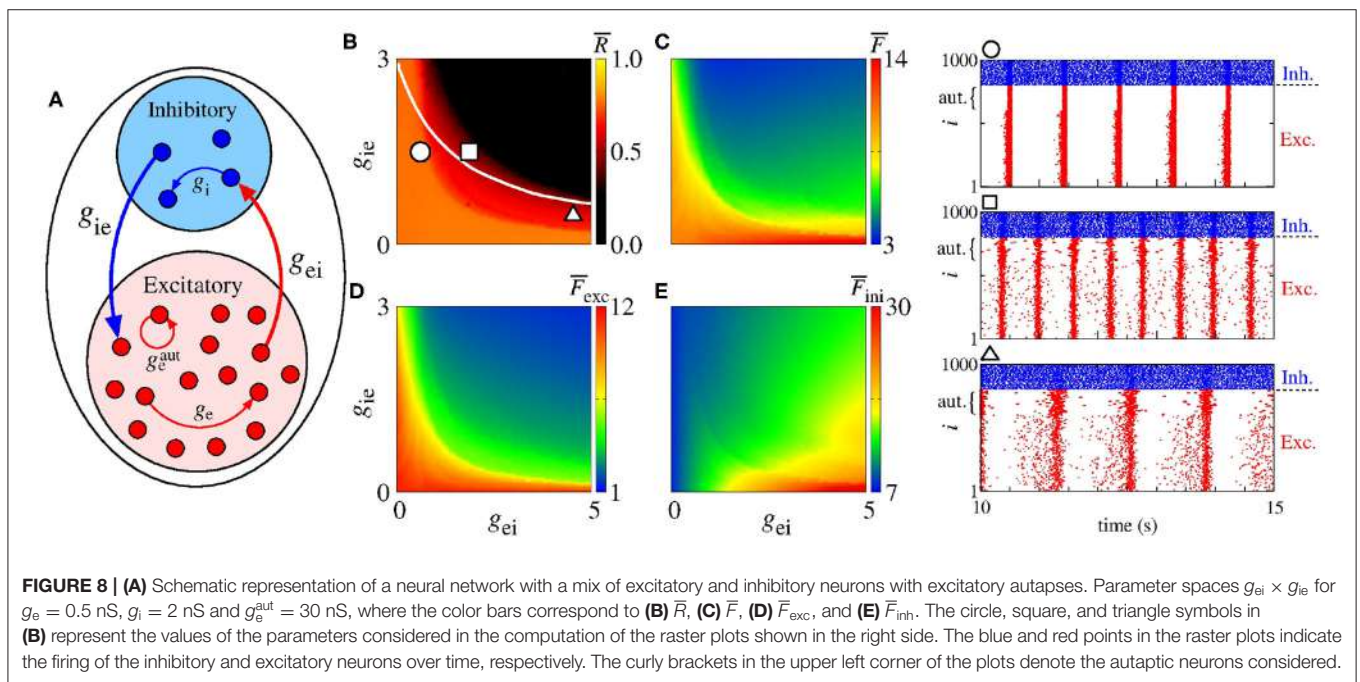 A
Inhibitory
g_i
g_ie
g_ei
Excitatory
g_e^aut
g_e
B
R̄
3
1.0
g_ie
0.5
0
0.0
C
F̄
14
3
D
F̄_exc
3
12
g_ie
0
1
0
g_ei
5
E
F̄_ini
30
7
0
g_ei
5
1000
aut.{
i
1
Inh.
Exc.
1000
aut.{
i
1
Inh.
Exc.
1000
aut.{
i
1
Inh.
Exc.
10
15
time (s)
FIGURE 8 | (A) Schematic representation of a neural network with a mix of excitatory and inhibitory neurons with excitatory autapses. Parameter spaces g_ei × g_ie for
g_e = 0.5 nS, g_i = 2 nS and g_e^aut = 30 nS, where the color bars correspond to (B) R̄, (C) F̄, (D) F̄_exc, and (E) F̄_inh. The circle, square, and triangle symbols in
(B) represent the values of the parameters considered in the computation of the raster plots shown in the right side. The blue and red points in the raster plots indicate
the firing of the inhibitory and excitatory neurons over time, respectively. The curly brackets in the upper left corner of the plots denote the autaptic neurons considered.